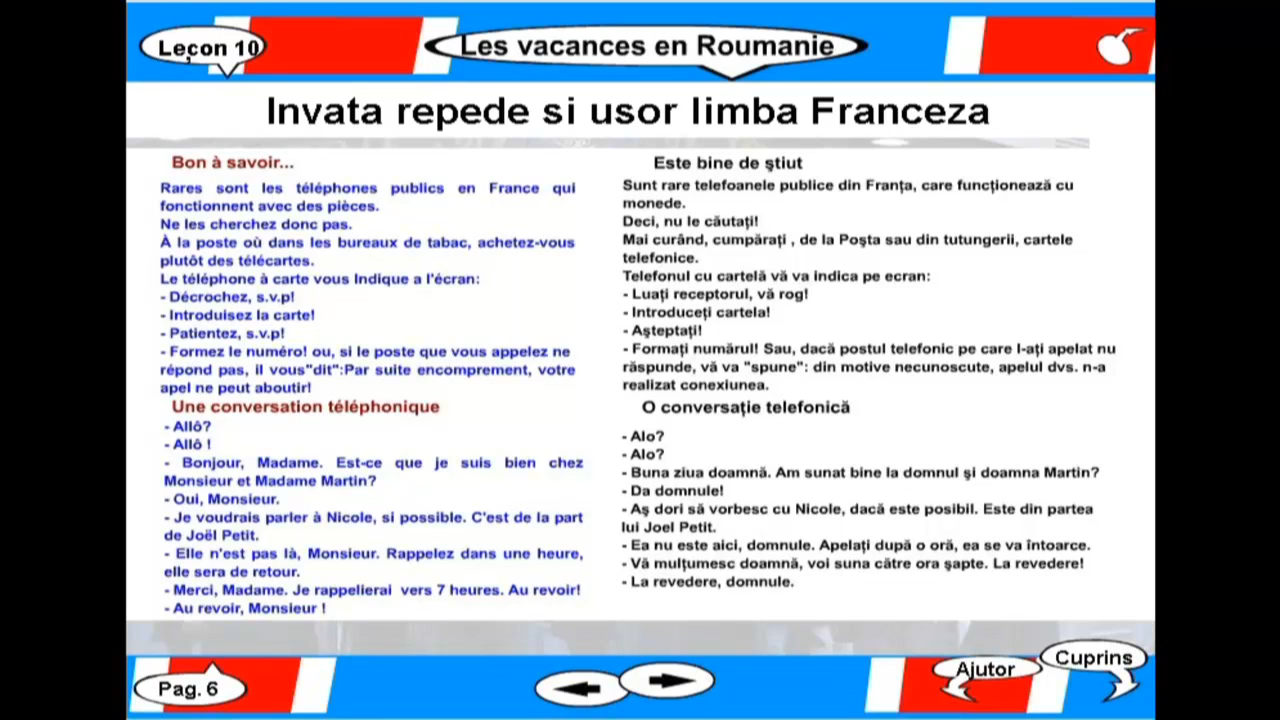 Leçon 10
Les vacances en Roumanie
Invata repede si usor limba Franceza
Bon à savoir...
Rares sont les téléphones publics en France qui
fonctionnent avec des pièces.
Ne les cherchez donc pas.
À la poste où dans les bureaux de tabac, achetez-vous
plutôt des télécartes.
Le téléphone à carte vous Indique a l'écran:
- Décrochez, s.v.p!
- Introduisez la carte!
- Patientez, s.v.p!
- Formez le numéro! ou, si le poste que vous appelez ne
répond pas, il vous"dit":Par suite encomprement, votre
apel ne peut aboutir!
Une conversation téléphonique
- Allô?
- Allô !
- Bonjour, Madame. Est-ce que je suis bien chez
Monsieur et Madame Martin?
- Oui, Monsieur.
- Je voudrais parler à Nicole, si possible. C'est de la part
de Joël Petit.
- Elle n'est pas là, Monsieur. Rappelez dans une heure,
elle sera de retour.
- Merci, Madame. Je rappelierai vers 7 heures. Au revoir!
- Au revoir, Monsieur !
Este bine de ştiut
Sunt rare telefoanele publice din Franţa, care funcţionează cu
monede.
Deci, nu le căutaţi!
Mai curând, cumpăraţi , de la Poşta sau din tutungerii, cartele
telefonice.
Telefonul cu cartelă vă va indica pe ecran:
- Luaţi receptorul, vă rog!
- Introduceţi cartela!
- Aşteptaţi!
- Formaţi numărul! Sau, dacă postul telefonic pe care l-aţi apelat nu
răspunde, vă va "spune": din motive necunoscute, apelul dvs. n-a
realizat conexiunea.
O conversaţie telefonică
- Alo?
- Alo?
- Buna ziua doamnă. Am sunat bine la domnul şi doamna Martin?
- Da domnule!
- Aş dori să vorbesc cu Nicole, dacă este posibil. Este din partea
lui Joel Petit.
- Ea nu este aici, domnule. Apelaţi după o oră, ea se va întoarce.
- Vă mulţumesc doamnă, voi suna către ora şapte. La revedere!
- La revedere, domnule.
Pag. 6
Ajutor
Cuprins